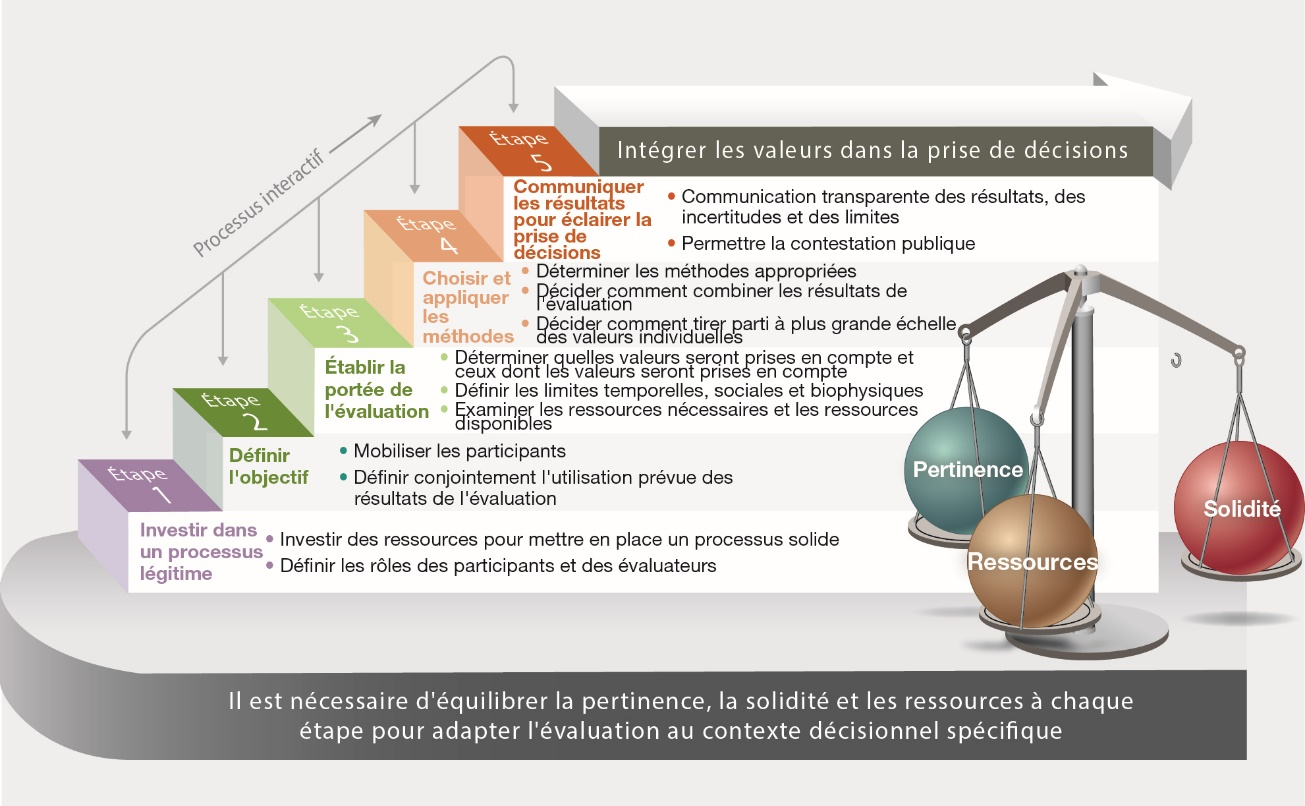 Processus interactif
Étape
5
Intégrer les valeurs dans la prise de décisions
Communiquer
les résultats
pour éclairer la
prise de
décisions
• Communication transparente des résultats, des
incertitudes et des limites
• Permettre la contestation publique
Étape
4
Choisir et
appliquer
les
méthodes
• Déterminer les méthodes appropriées
• Décider comment combiner les résultats de
l'évaluation
• Décider comment tirer parti à plus grande échelle
des valeurs individuelles
Étape
3
Établir la
portée de
l'évaluation
• Déterminer quelles valeurs seront prises en compte et
ceux dont les valeurs seront prises en compte
• Définir les limites temporelles, sociales et biophysiques
• Examiner les ressources nécessaires et les ressources
disponibles
Étape
2
Définir
l'objectif
• Mobiliser les participants
• Définir conjointement l'utilisation prévue des
résultats de l'évaluation
Étape
1
Investir dans
un processus
légitime
• Investir des ressources pour mettre en place un processus solide
• Définir les rôles des participants et des évaluateurs
Pertinence
Ressources
Solidité
Il est nécessaire d'équilibrer la pertinence, la solidité et les ressources à chaque
étape pour adapter l'évaluation au contexte décisionnel spécifique